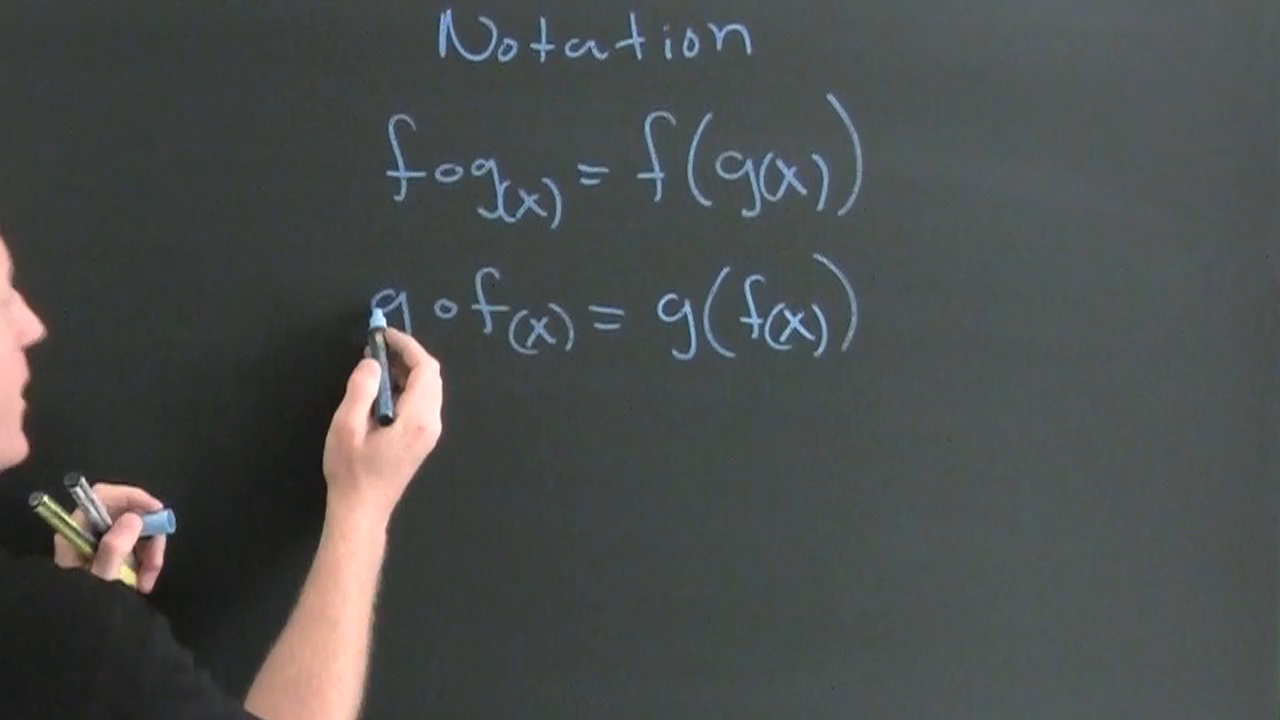 Notation
f∘g(x) = f(g(x))
g∘f(x) = g(f(x))